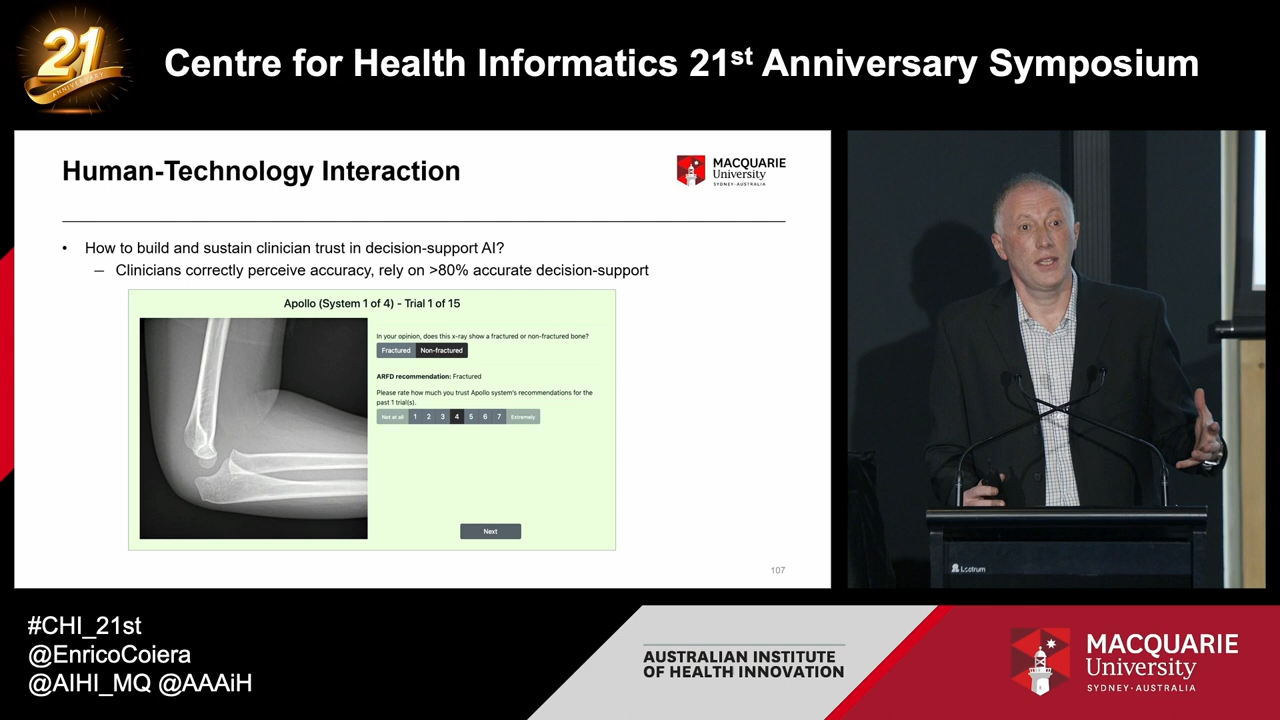 21
ANNIVERSARY
Centre for Health Informatics 21st Anniversary Symposium
Human-Technology Interaction
MACQUARIE
University
SYDNEY·AUSTRALIA
• How to build and sustain clinician trust in decision-support AI?
– Clinicians correctly perceive accuracy, rely on >80% accurate decision-support
Apollo (System 1 of 4) - Trial 1 of 15
In your opinion, does this x-ray show a fractured or non-fractured bone?
Fractured Non-fractured
ARFD recommendation: Fractured
Please rate how much you trust Apollo system's recommendations for the
past 1 trial(s).
Not at all 1 2 3 4 5 6 7 Extremely
Next
107
Lectrum
#CHI_21st
@EnricoCoiera
@AIHI_MQ @AAAiH
AUSTRALIAN INSTITUTE
OF HEALTH INNOVATION
MACQUARIE
University
SYDNEY·AUSTRALIA